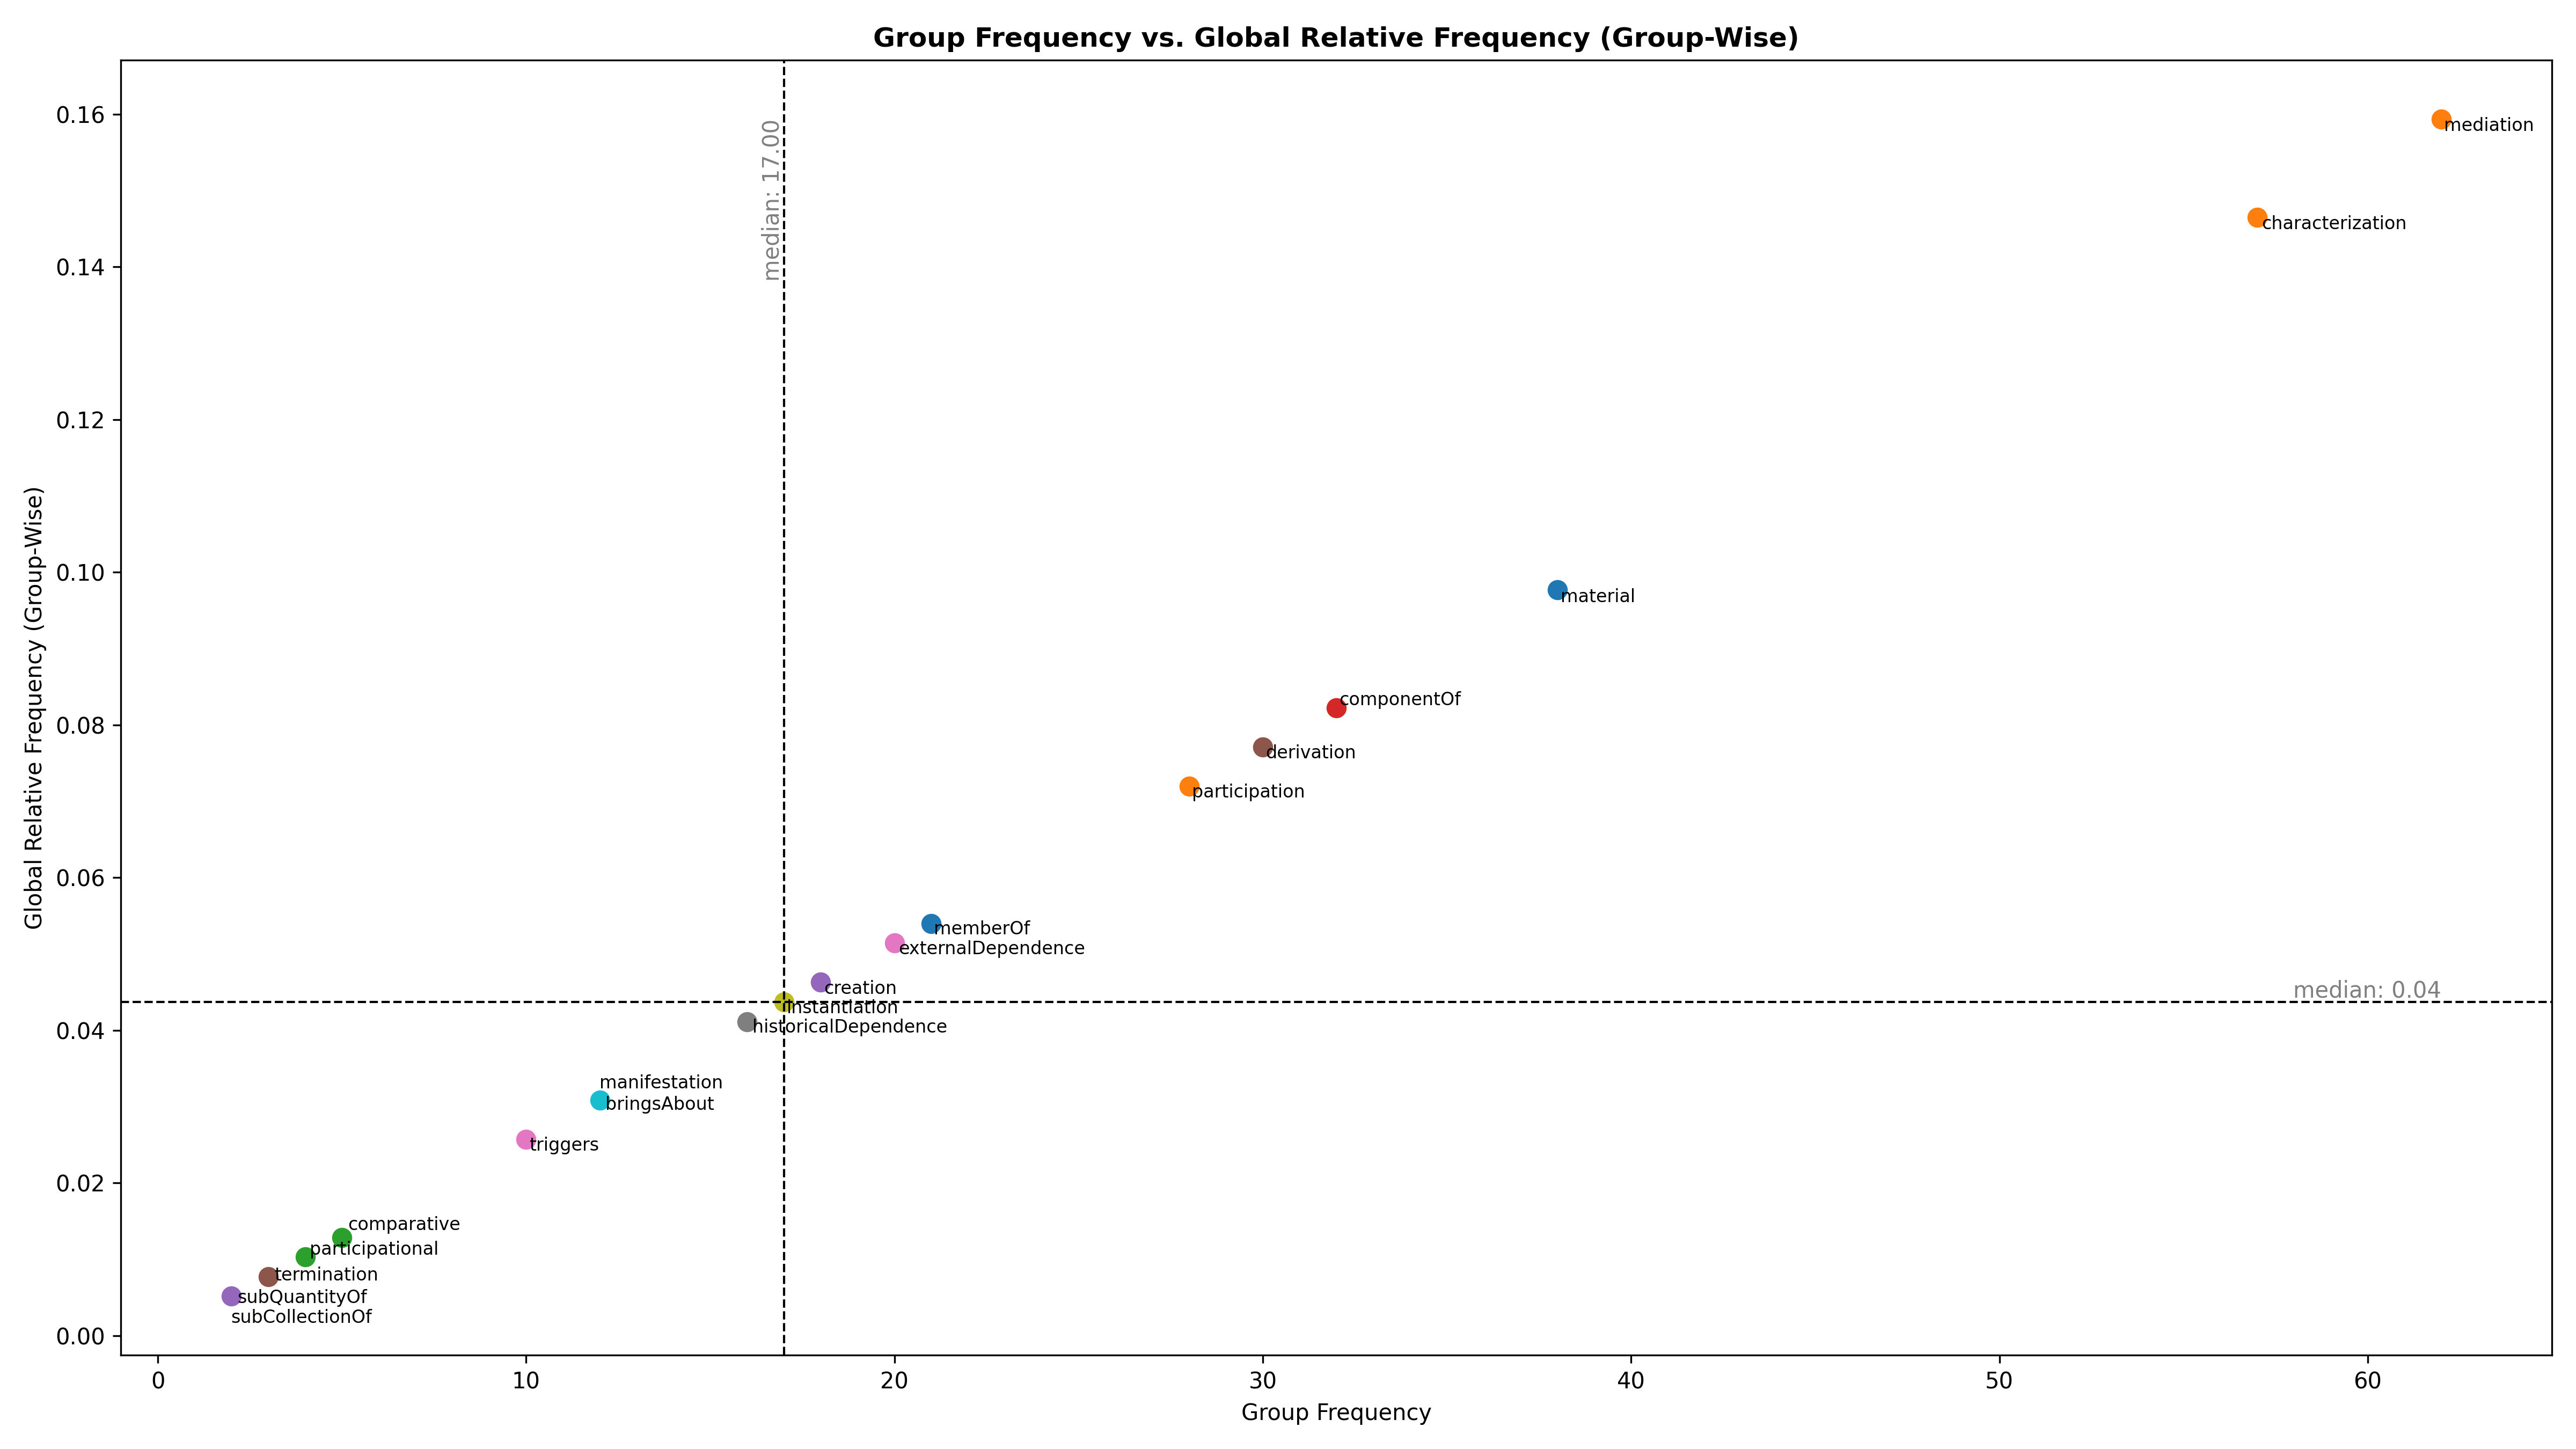 Group Frequency vs. Global Relative Frequency (Group-Wise)
Global Relative Frequency (Group-Wise)
0.16
0.14
0.12
0.10
0.08
0.06
0.04
0.02
0.00
median: 17.00
mediation
characterization
material
componentOf
derivation
participation
memberOf
externalDependence
creation
median: 0.04
instantiation
historicalDependence
manifestation
bringsAbout
triggers
comparative
participational
termination
subQuantityOf
subCollectionOf
0
10
20
30
40
50
60
Group Frequency